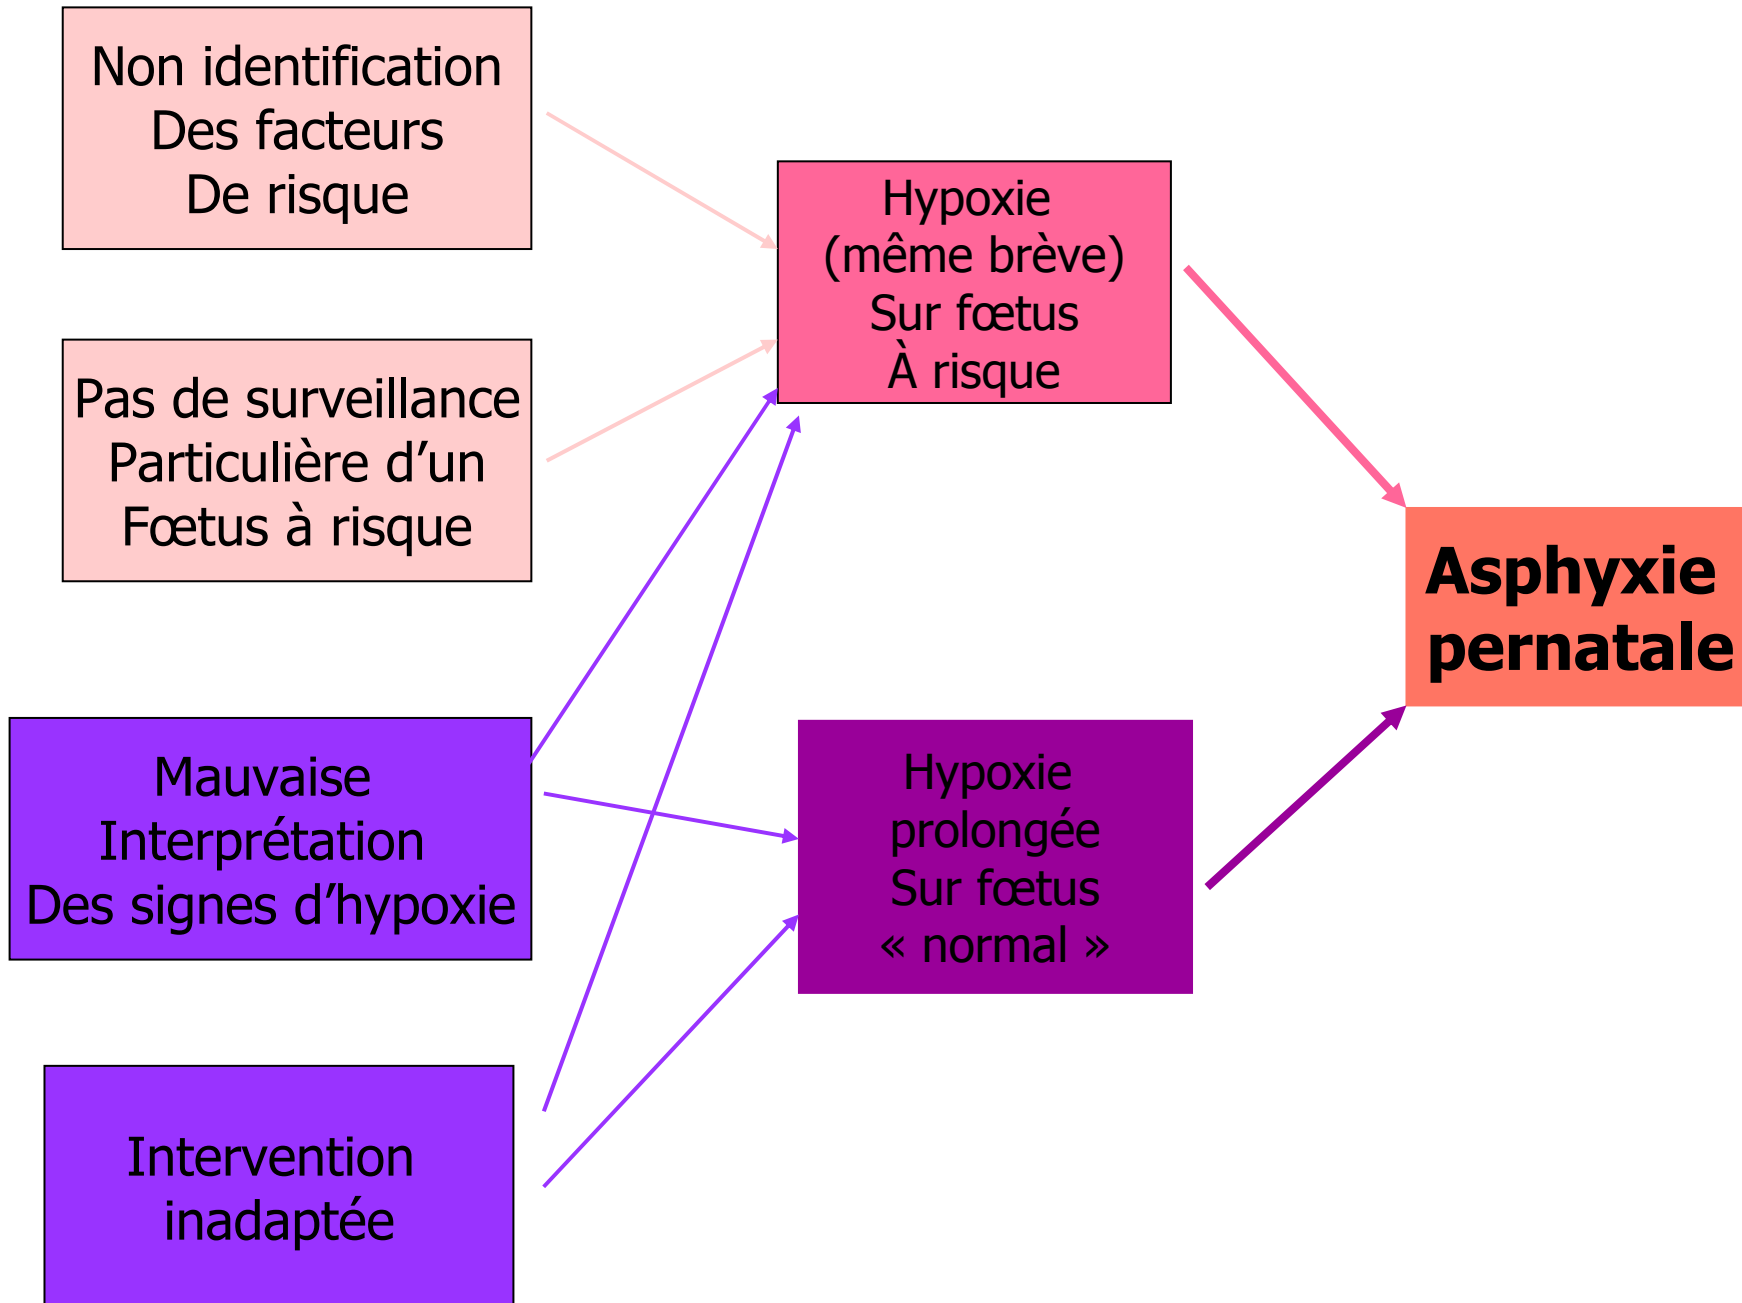 Non identification
Des facteurs
De risque
Pas de surveillance
Particulière d’un
Fœtus à risque
Mauvaise
Interprétation
Des signes d’hypoxie
Intervention
inadaptée
Hypoxie
(même brève)
Sur fœtus
À risque
Hypoxie
prolongée
Sur fœtus
« normal »
Asphyxie
pernatale